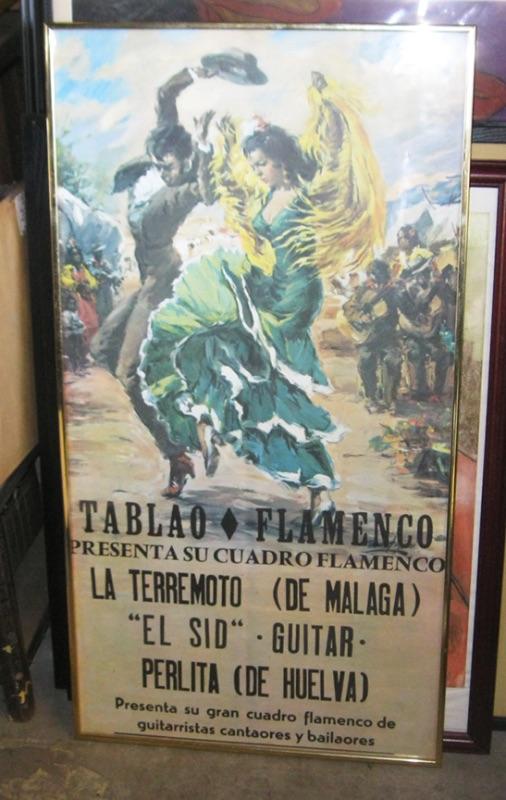 TABLAO ♦ FLAMENCO
PRESENTA SU CUADRO FLAMENCO
LA TERREMOTO (DE MALAGA)
"EL SID" · GUITAR ·
PERLITA (DE HUELVA)
Presenta su gran cuadro flamenco de
guitarristas cantaores y bailaores